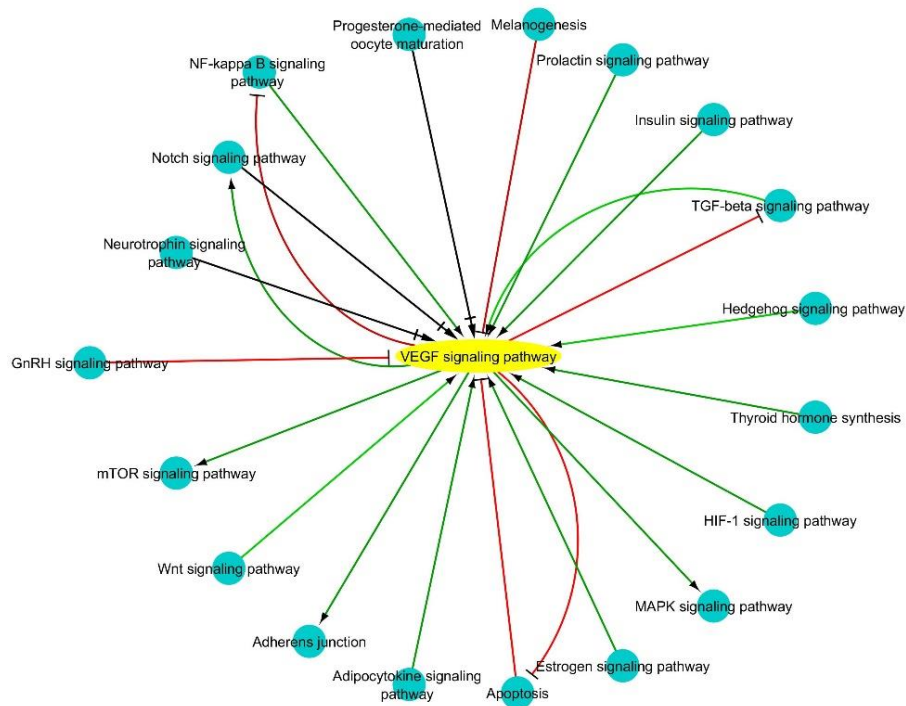 Progesterone-mediated
oocyte maturation
Melanogenesis
NF-kappa B signaling
pathway
Prolactin signaling pathway
Insulin signaling pathway
Notch signaling pathway
TGF-beta signaling pathway
Neurotrophin signaling
pathway
Hedgehog signaling pathway
GnRH signaling pathway
VEGF signaling pathway
Thyroid hormone synthesis
mTOR signaling pathway
HIF-1 signaling pathway
Wnt signaling pathway
MAPK signaling pathway
Adherens junction
Adipocytokine signaling
pathway
Apoptosis
Estrogen signaling pathway